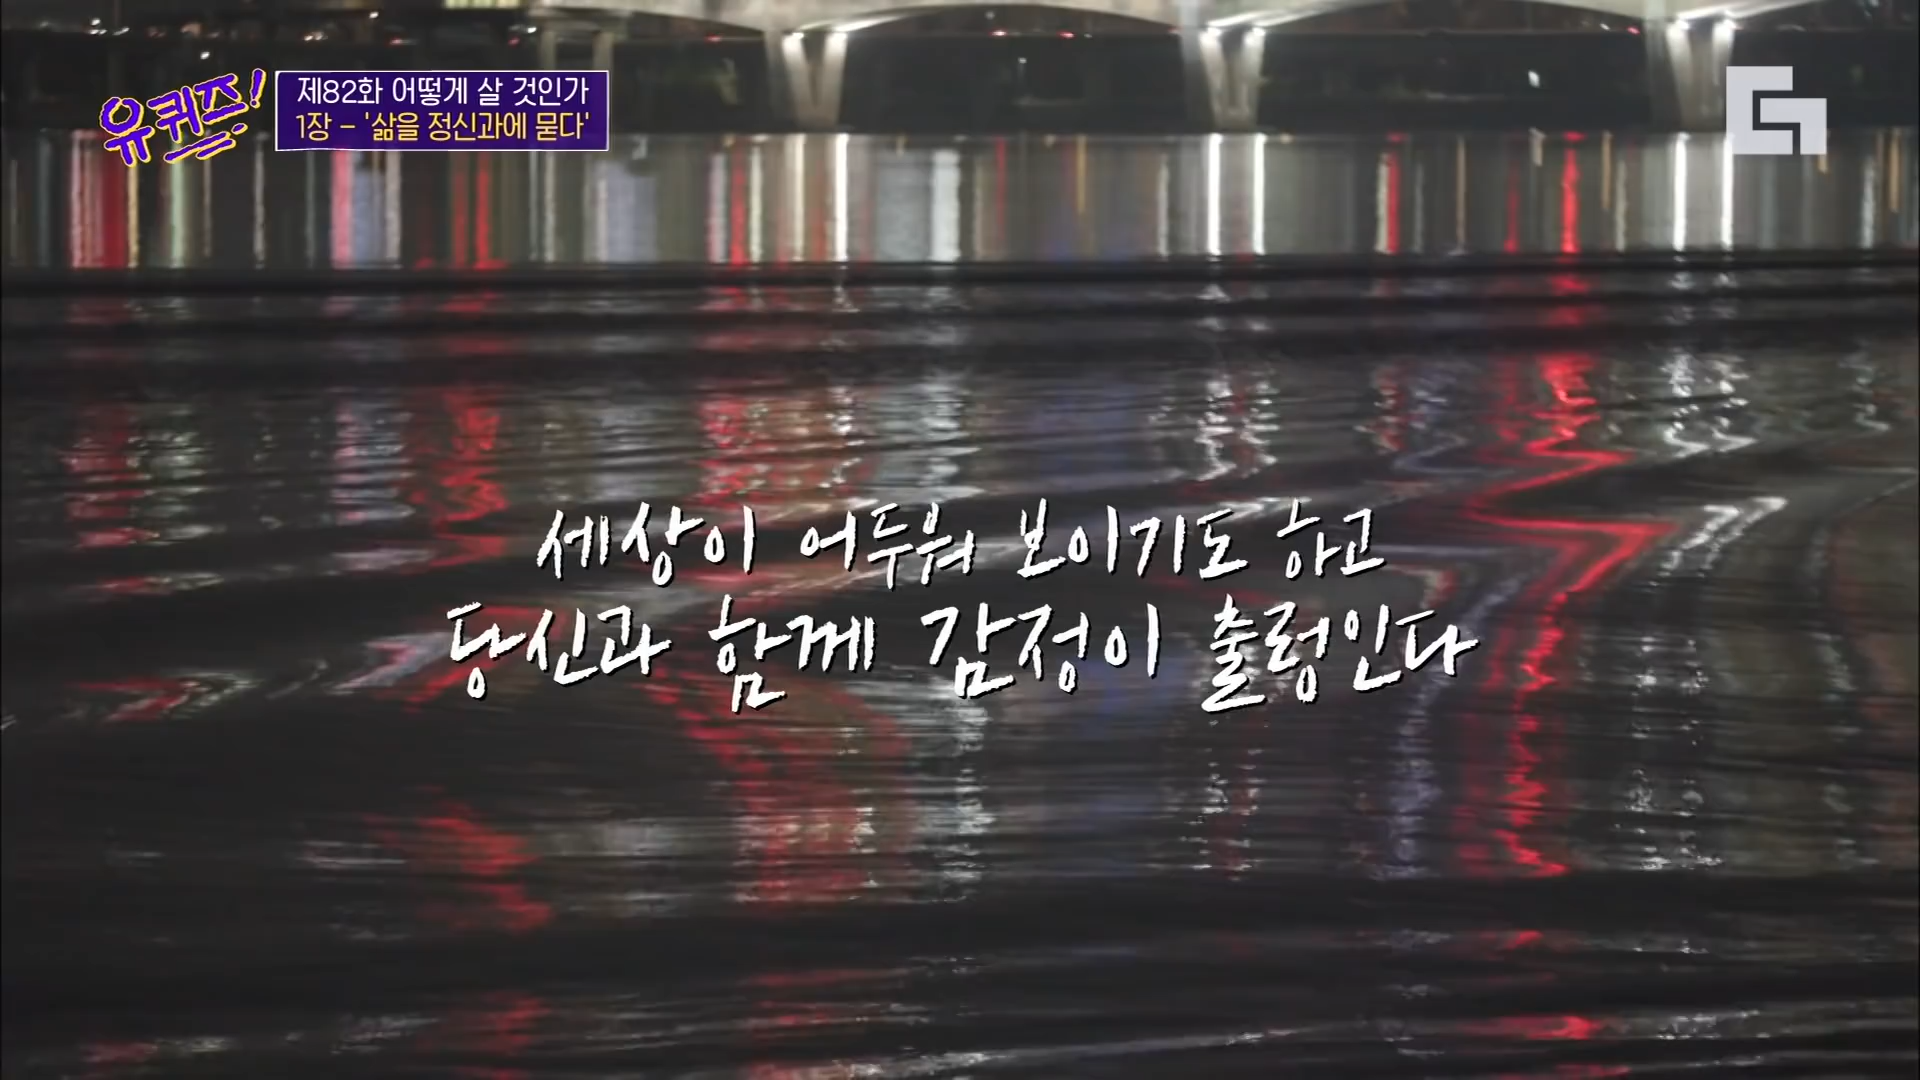 유퀴즈!
제82화 어떻게 살 것인가
1장 - '삶을 정신과에 묻다'
세상이 어두워 보이기도 하고
당신과 함께 감정이 출렁인다